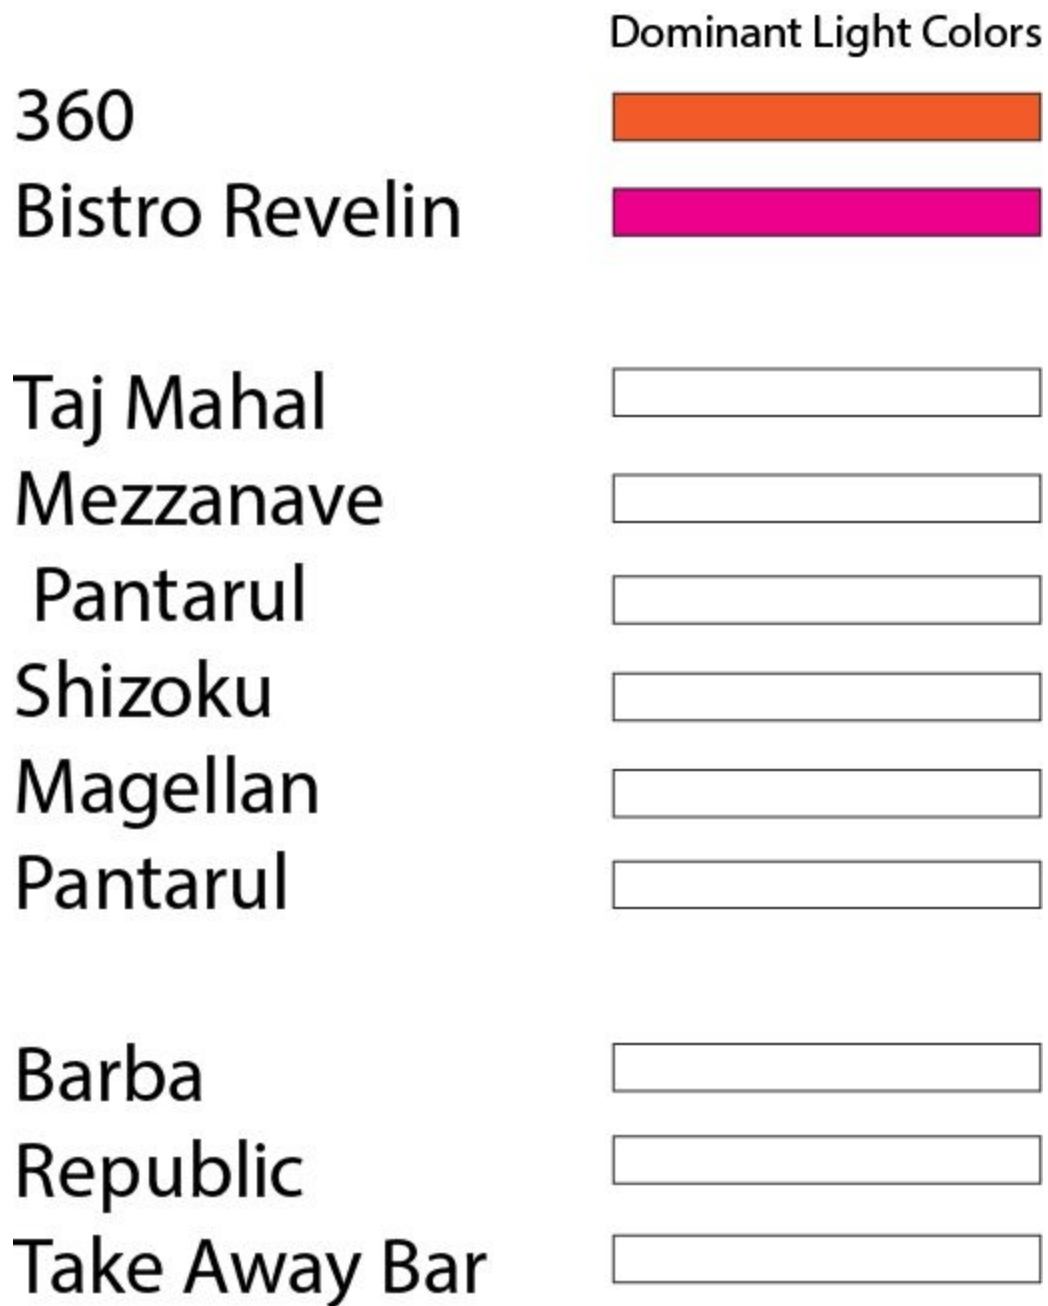 Dominant Light Colors
360
Bistro Revelin
Taj Mahal
Mezzanave
Pantarul
Shizoku
Magellan
Pantarul
Barba
Republic
Take Away Bar